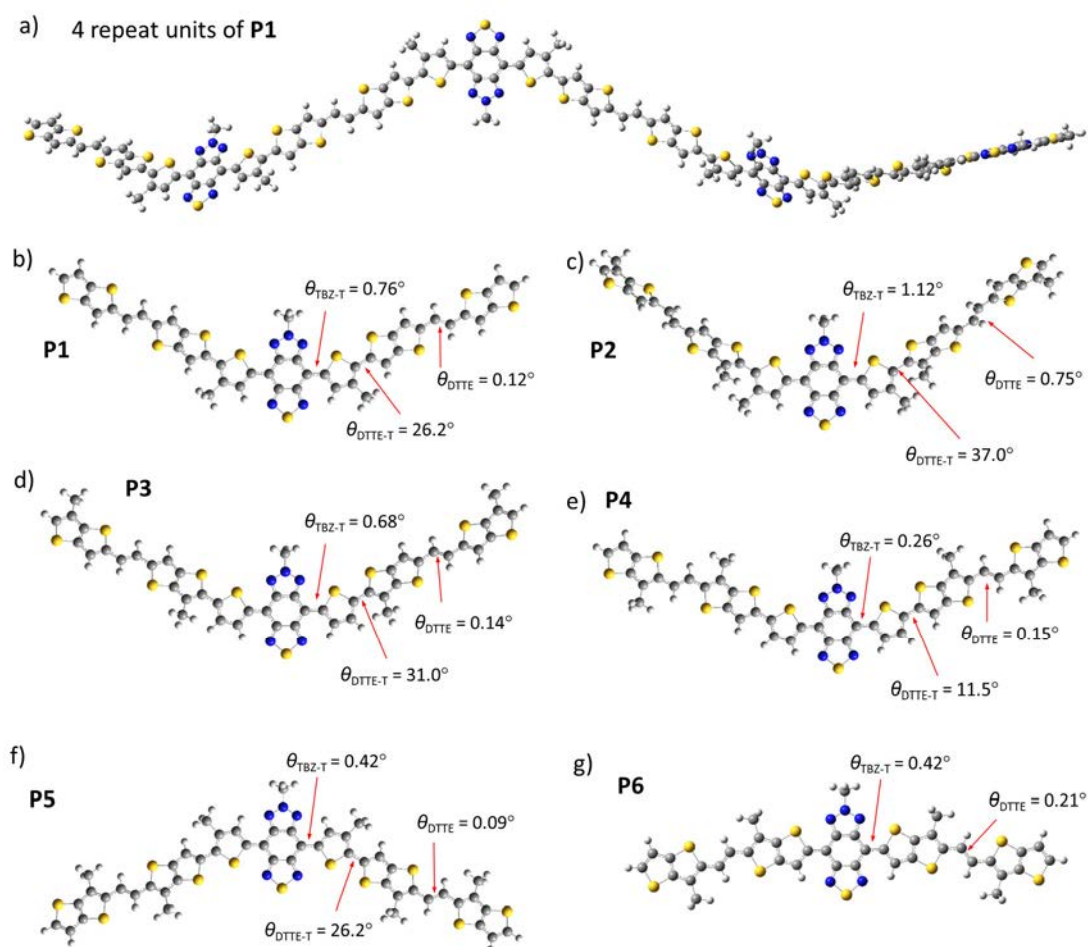 a) 4 repeat units of P1
b)
θTBZ-T = 0.76°
P1
θDTTE = 0.12°
θDTTE-T = 26.2°
c)
θTBZ-T = 1.12°
P2
θDTTE = 0.75°
θDTTE-T = 37.0°
d)
P3
θTBZ-T = 0.68°
θDTTE = 0.14°
θDTTE-T = 31.0°
e) P4
θTBZ-T = 0.26°
θDTTE = 0.15°
θDTTE-T = 11.5°
f)
P5
θTBZ-T = 0.42°
θDTTE = 0.09°
θDTTE-T = 26.2°
g)
P6
θTBZ-T = 0.42°
θDTTE = 0.21°